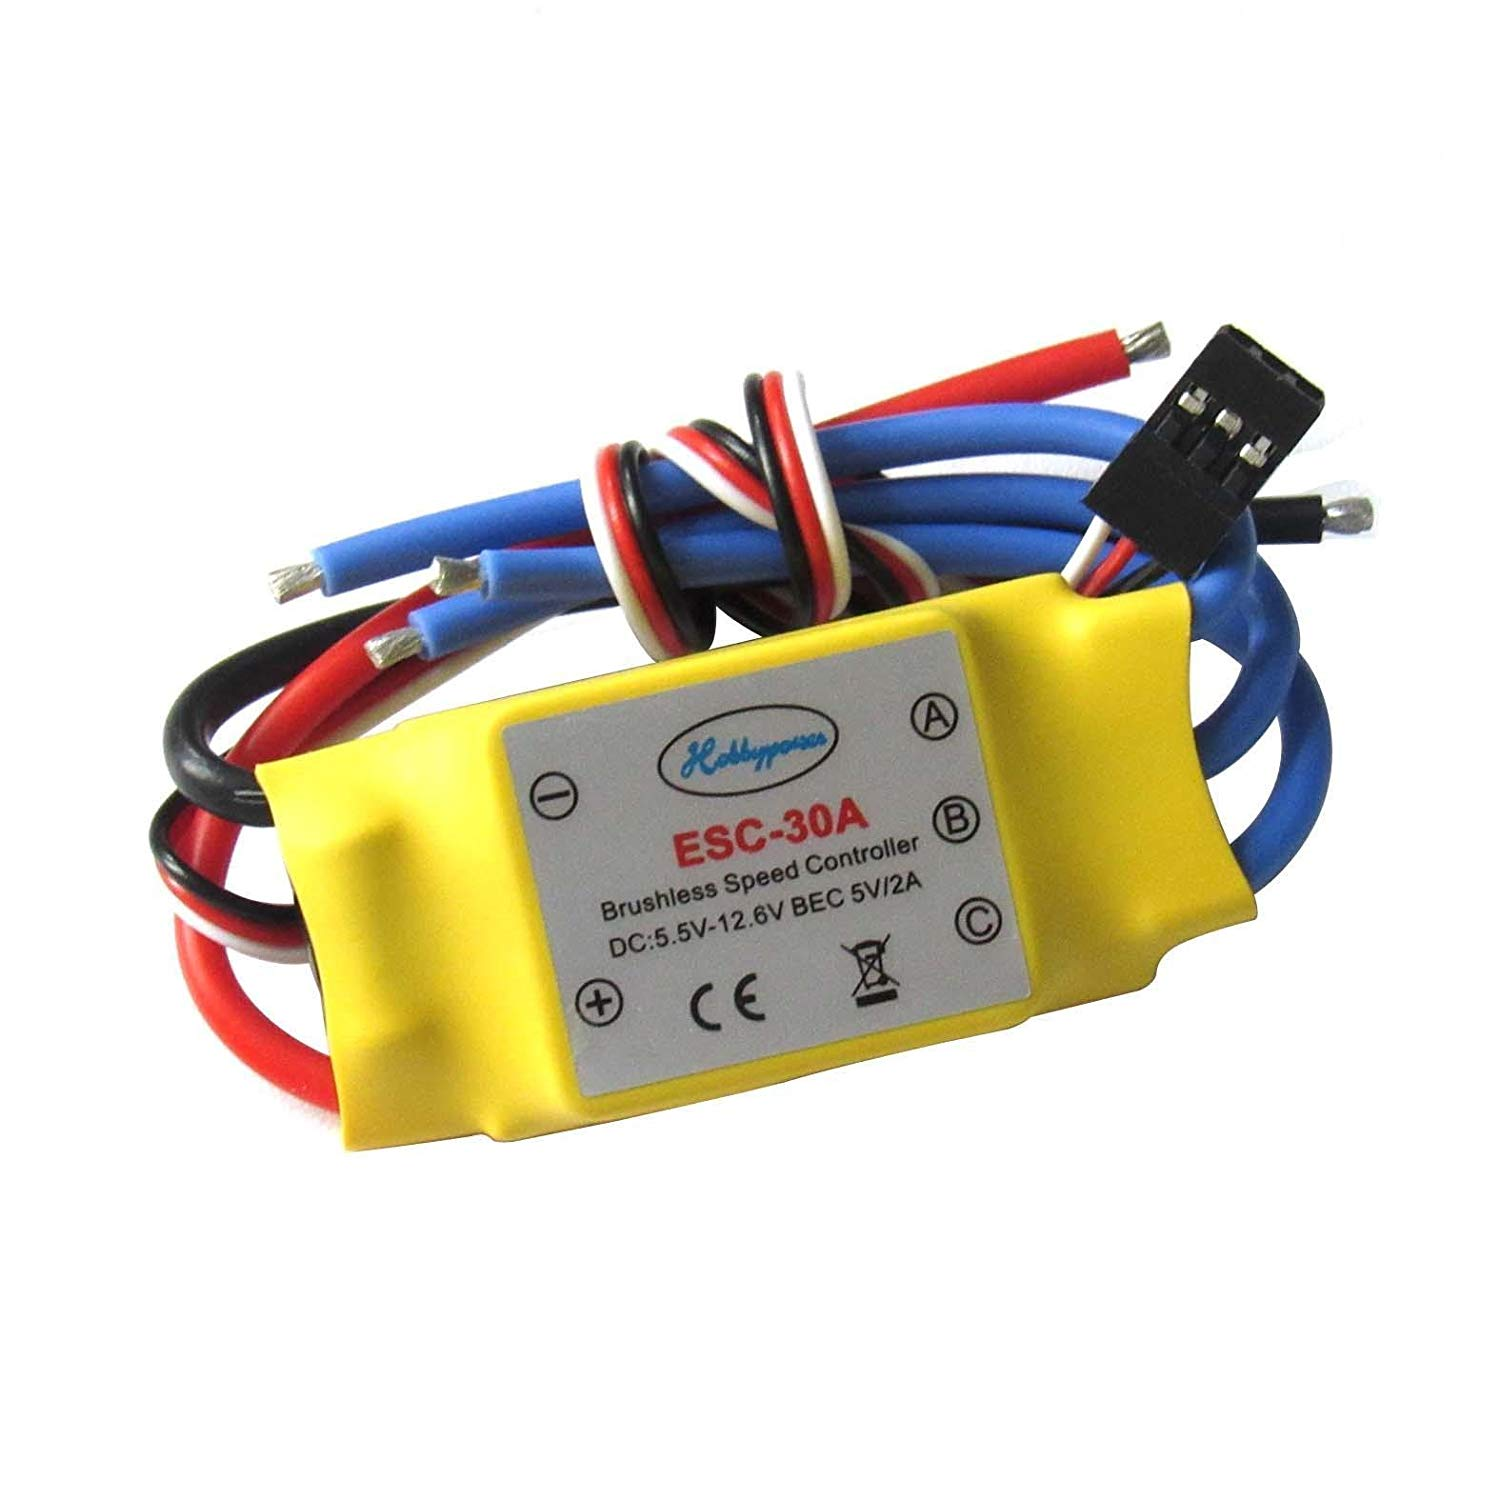 Hobbypower
ESC-30A
Brushless Speed Controller
DC:5.5V-12.6V BEC 5V/2A
CE
A
B
C